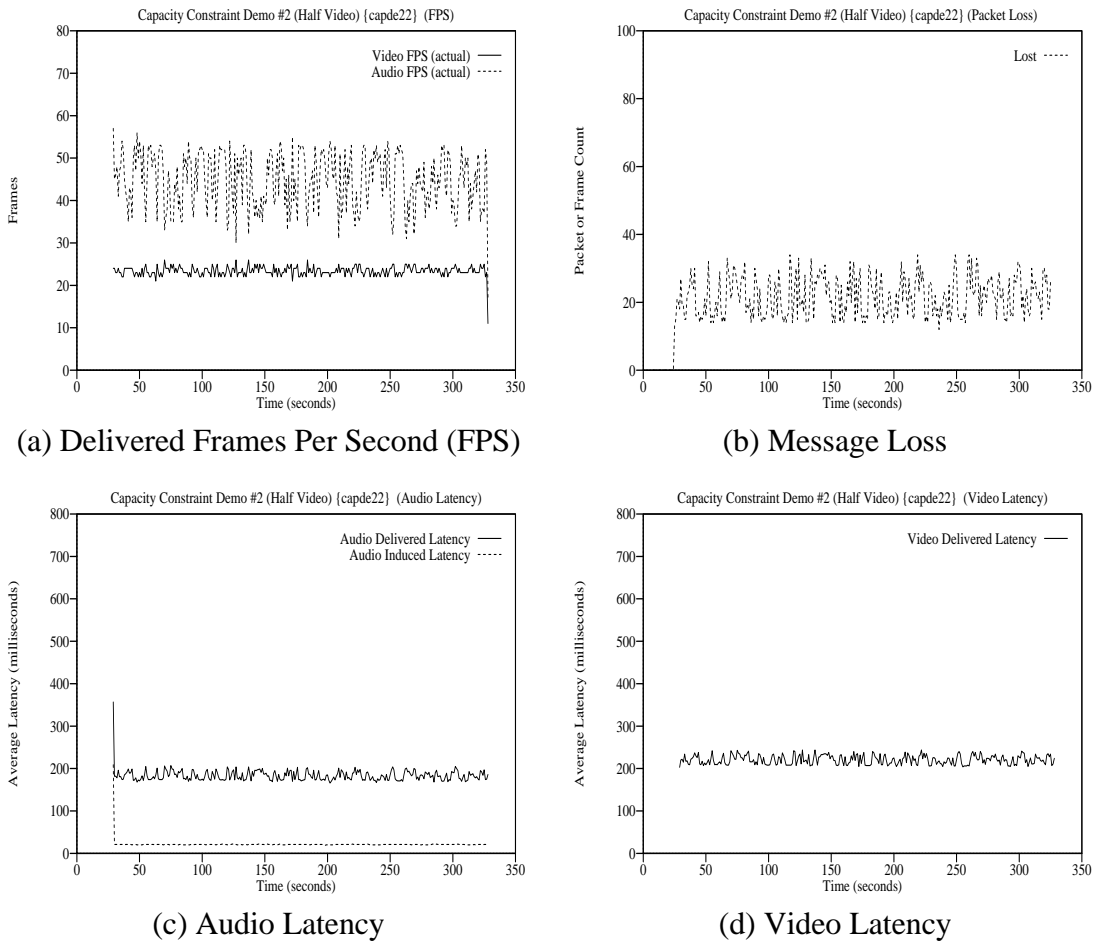 Capacity Constraint Demo #2 (Half Video) {capde22} (FPS)
80
70
60
50
40
30
20
10
0
Frames
Video FPS (actual)
Audio FPS (actual)
0 50 100 150 200 250 300 350
Time (seconds)
(a) Delivered Frames Per Second (FPS)
Capacity Constraint Demo #2 (Half Video) {capde22} (Packet Loss)
100
80
60
40
20
0
Packet or Frame Count
Lost
0 50 100 150 200 250 300 350
Time (seconds)
(b) Message Loss
Capacity Constraint Demo #2 (Half Video) {capde22} (Audio Latency)
800
700
600
500
400
300
200
100
0
Average Latency (milliseconds)
Audio Delivered Latency
Audio Induced Latency
0 50 100 150 200 250 300 350
Time (seconds)
(c) Audio Latency
Capacity Constraint Demo #2 (Half Video) {capde22} (Video Latency)
800
700
600
500
400
300
200
100
0
Average Latency (milliseconds)
Video Delivered Latency
0 50 100 150 200 250 300 350
Time (seconds)
(d) Video Latency